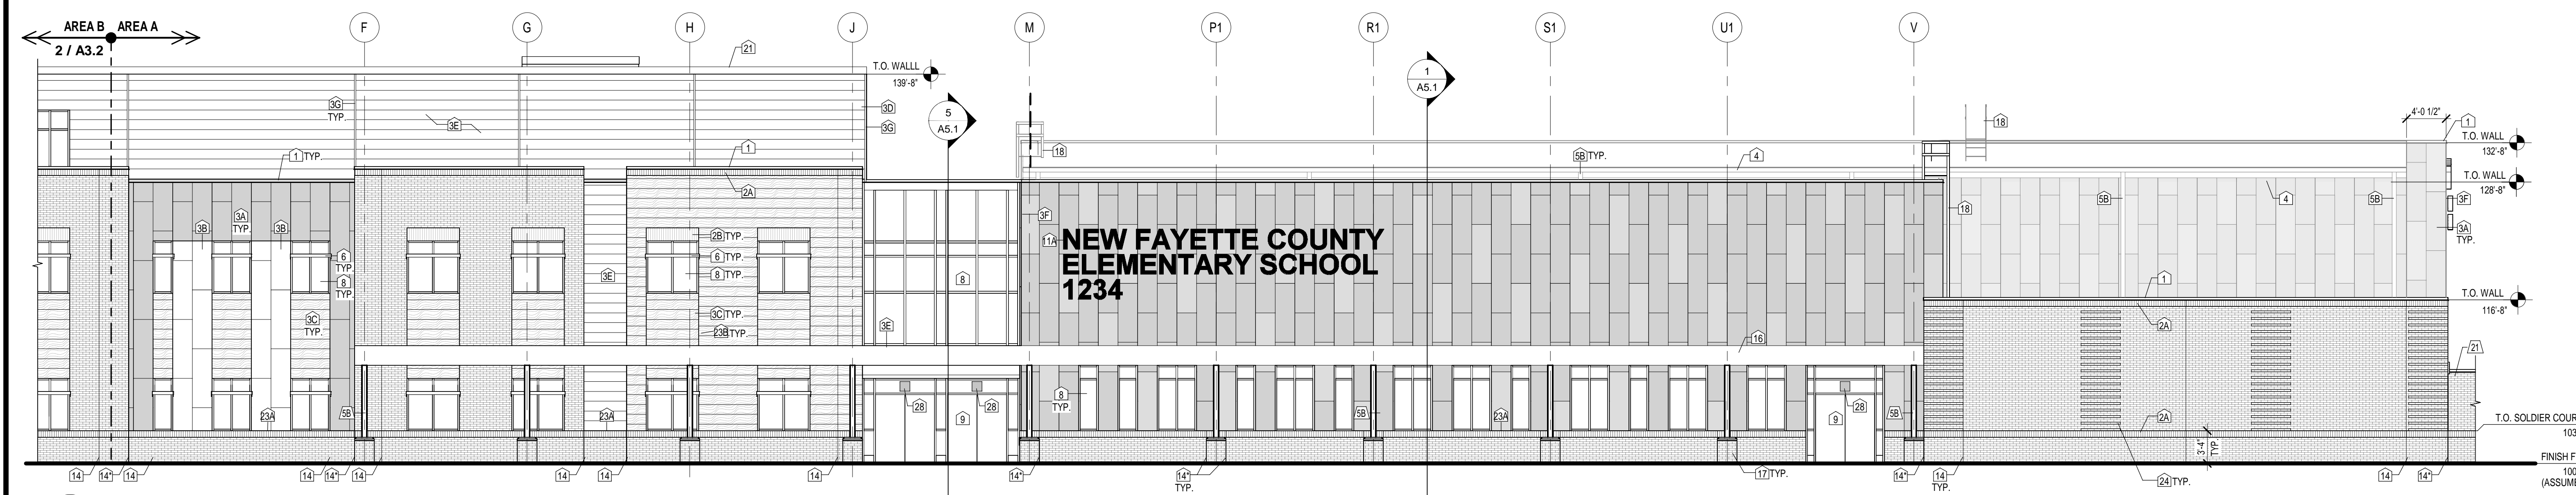 AREA B AREA A
2 / A3.2
F
G
H
J
M
P1
R1
S1
U1
V
21
T.O. WALLL
139'-8"
3G
TYP.
3E
3D
3G
5
A5.1
1
A5.1
18
5B TYP.
4
18
4'-0 1/2"
1
T.O. WALL
132'-8"
1 TYP.
1
2A
T.O. WALL
128'-8"
3A
TYP.
3B
3B
6
TYP.
8
TYP.
3C
TYP.
3E
2B TYP.
6 TYP.
8 TYP.
3C TYP.
23B TYP.
8
3E
3F
11A
NEW FAYETTE COUNTY
ELEMENTARY SCHOOL
1234
16
18
5B
4
5B
3F
3A
TYP.
1
T.O. WALL
116'-8"
2A
21
23A
5B
23A
28
28
9
8
TYP.
5B
23A
28
9
5B
2A
3'-4"
TYP.
T.O. SOLDIER COUR
103
FINISH F
100
(ASSUM
14
14*
14
14
14*
14
14
14
14
14*
14*
TYP.
17 TYP.
14*
14
TYP.
24 TYP.
14
14*